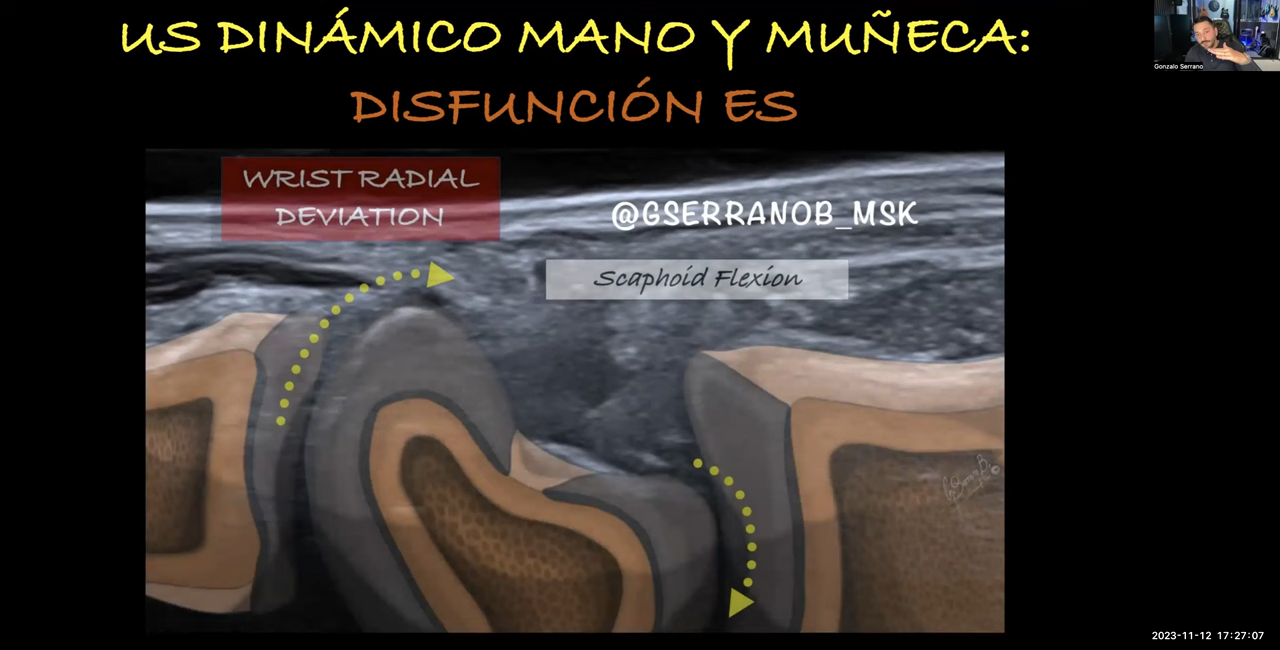 US DINÁMICO MANO Y MUÑECA:
DISFUNCIÓN ES
WRIST RADIAL
DEVIATION
@GSERRANOB_MSK
Scaphoid Flexion
Gonzalo Serrano
2023-11-12 17:27:07